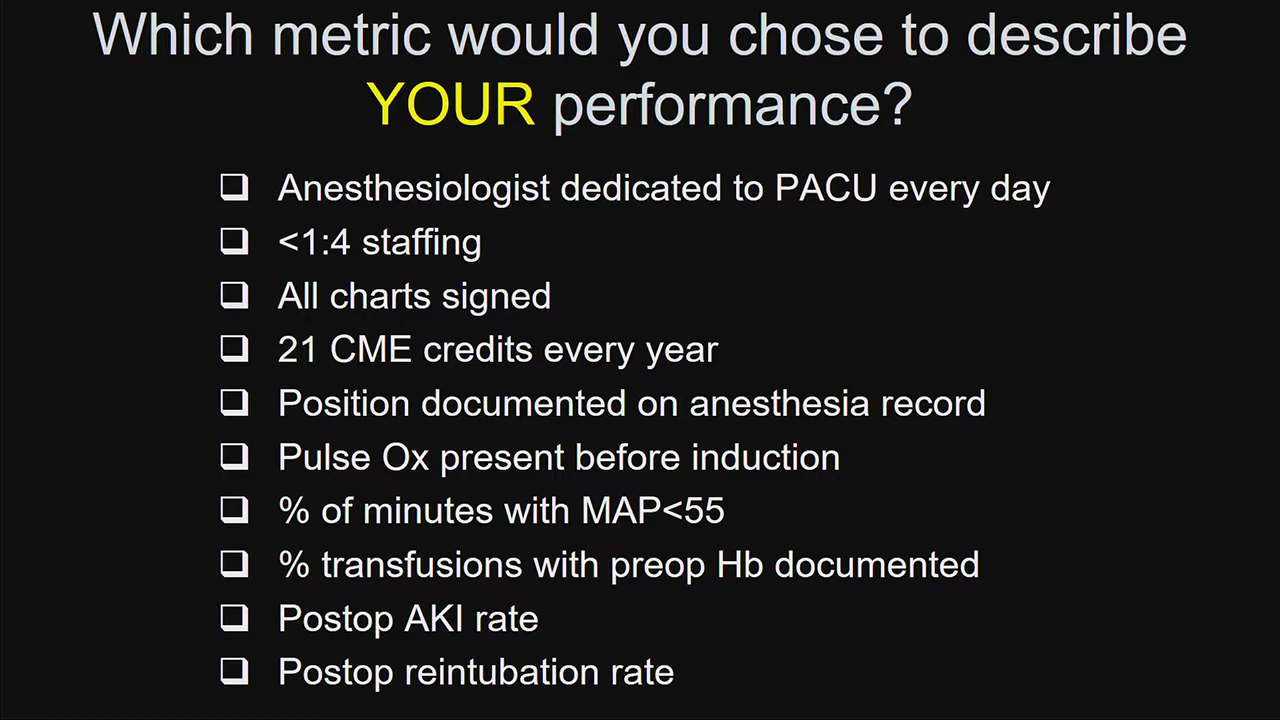 Which metric would you chose to describe
YOUR performance?
Anesthesiologist dedicated to PACU every day
<1:4 staffing
All charts signed
21 CME credits every year
Position documented on anesthesia record
Pulse Ox present before induction
% of minutes with MAP<55
% transfusions with preop Hb documented
Postop AKI rate
Postop reintubation rate